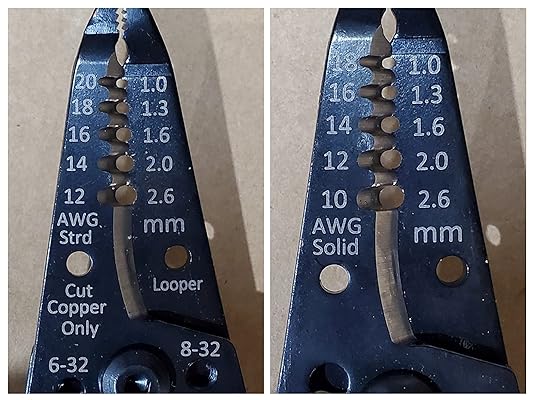 20 1.0
18 1.3
16 1.6
14 2.0
12 2.6
AWG mm
Strd
Cut Looper
Copper
Only
6-32 8-32
18 1.0
16 1.3
14 1.6
12 2.0
10 2.6
AWG mm
Solid